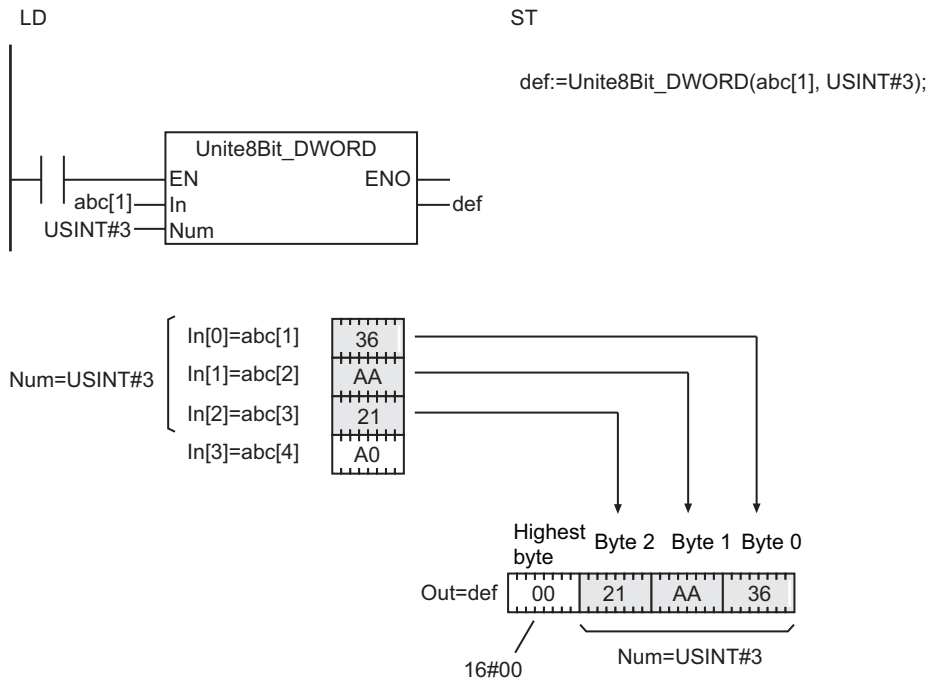 LD
ST
def:=Unite8Bit_DWORD(abc[1], USINT#3);
Unite8Bit_DWORD
EN ENO
abc[1] In def
USINT#3 Num
In[0]=abc[1] 36
Num=USINT#3
In[1]=abc[2] AA
In[2]=abc[3] 21
In[3]=abc[4] A0
Highest
byte
Byte 2 Byte 1 Byte 0
Out=def 00 21 AA 36
16#00
Num=USINT#3